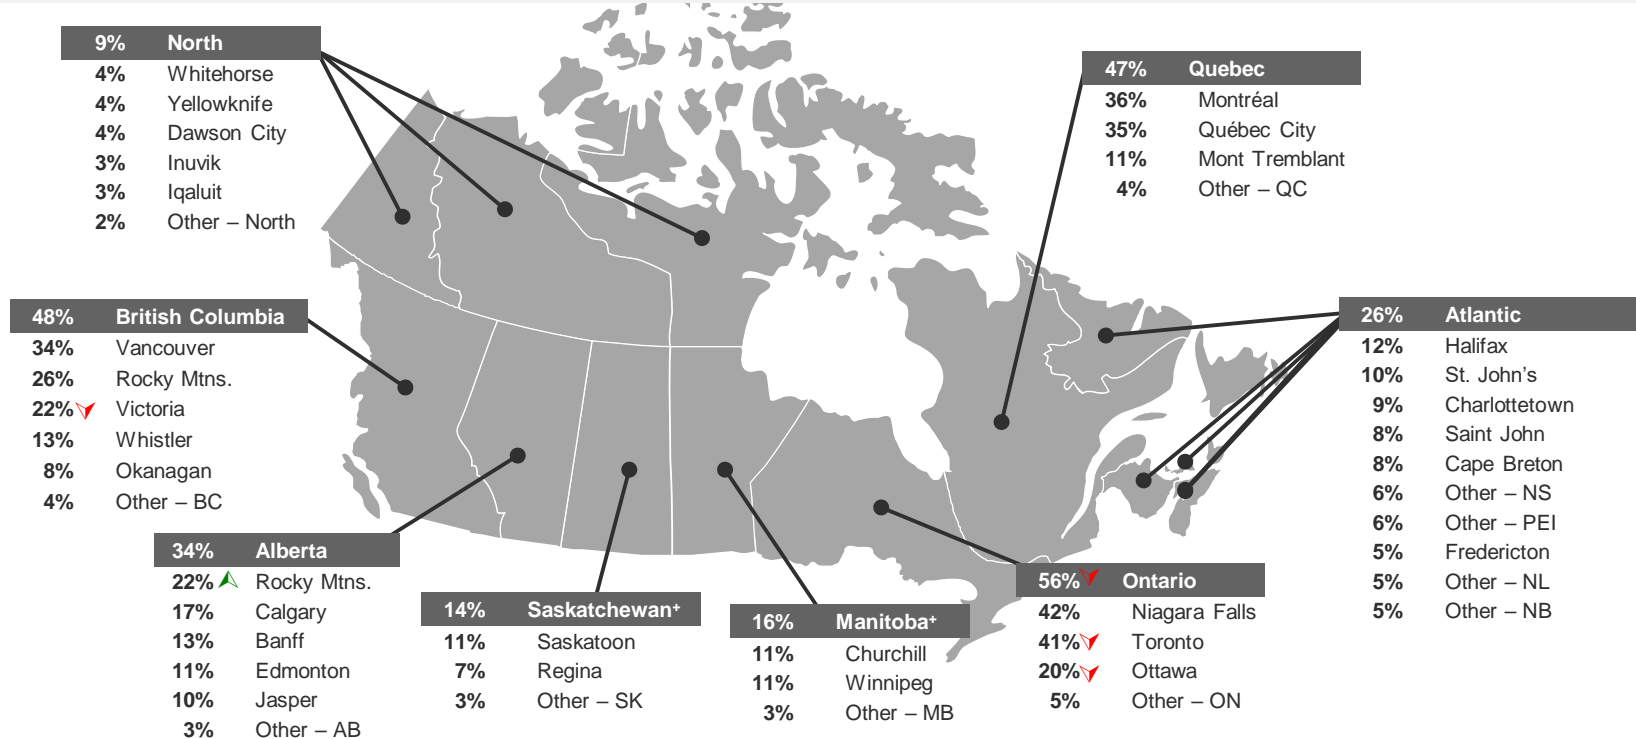 9% North
4% Whitehorse
4% Yellowknife
4% Dawson City
3% Inuvik
3% Iqaluit
2% Other – North
47% Quebec
36% Montréal
35% Québec City
11% Mont Tremblant
4% Other – QC
48% British Columbia
34% Vancouver
26% Rocky Mtns.
22% Victoria
13% Whistler
8% Okanagan
4% Other – BC
26% Atlantic
12% Halifax
10% St. John’s
9% Charlottetown
8% Saint John
8% Cape Breton
6% Other – NS
6% Other – PEI
5% Fredericton
5% Other – NL
5% Other – NB
34% Alberta
22% Rocky Mtns.
17% Calgary
13% Banff
11% Edmonton
10% Jasper
3% Other – AB
14% Saskatchewan+
11% Saskatoon
7% Regina
3% Other – SK
16% Manitoba+
11% Churchill
11% Winnipeg
3% Other – MB
56% Ontario
42% Niagara Falls
41% Toronto
20% Ottawa
5% Other – ON